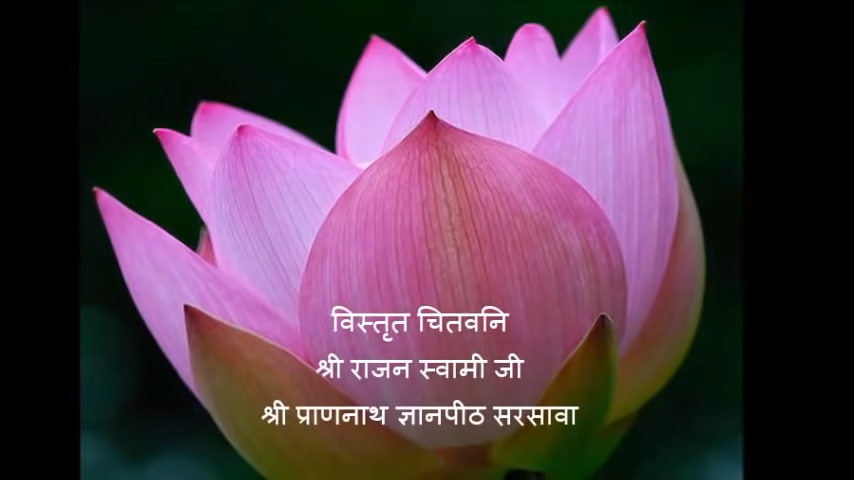 विस्तृत चितवनि
श्री राजन स्वामी जी
श्री प्राणनाथ ज्ञानपीठ सरसावा